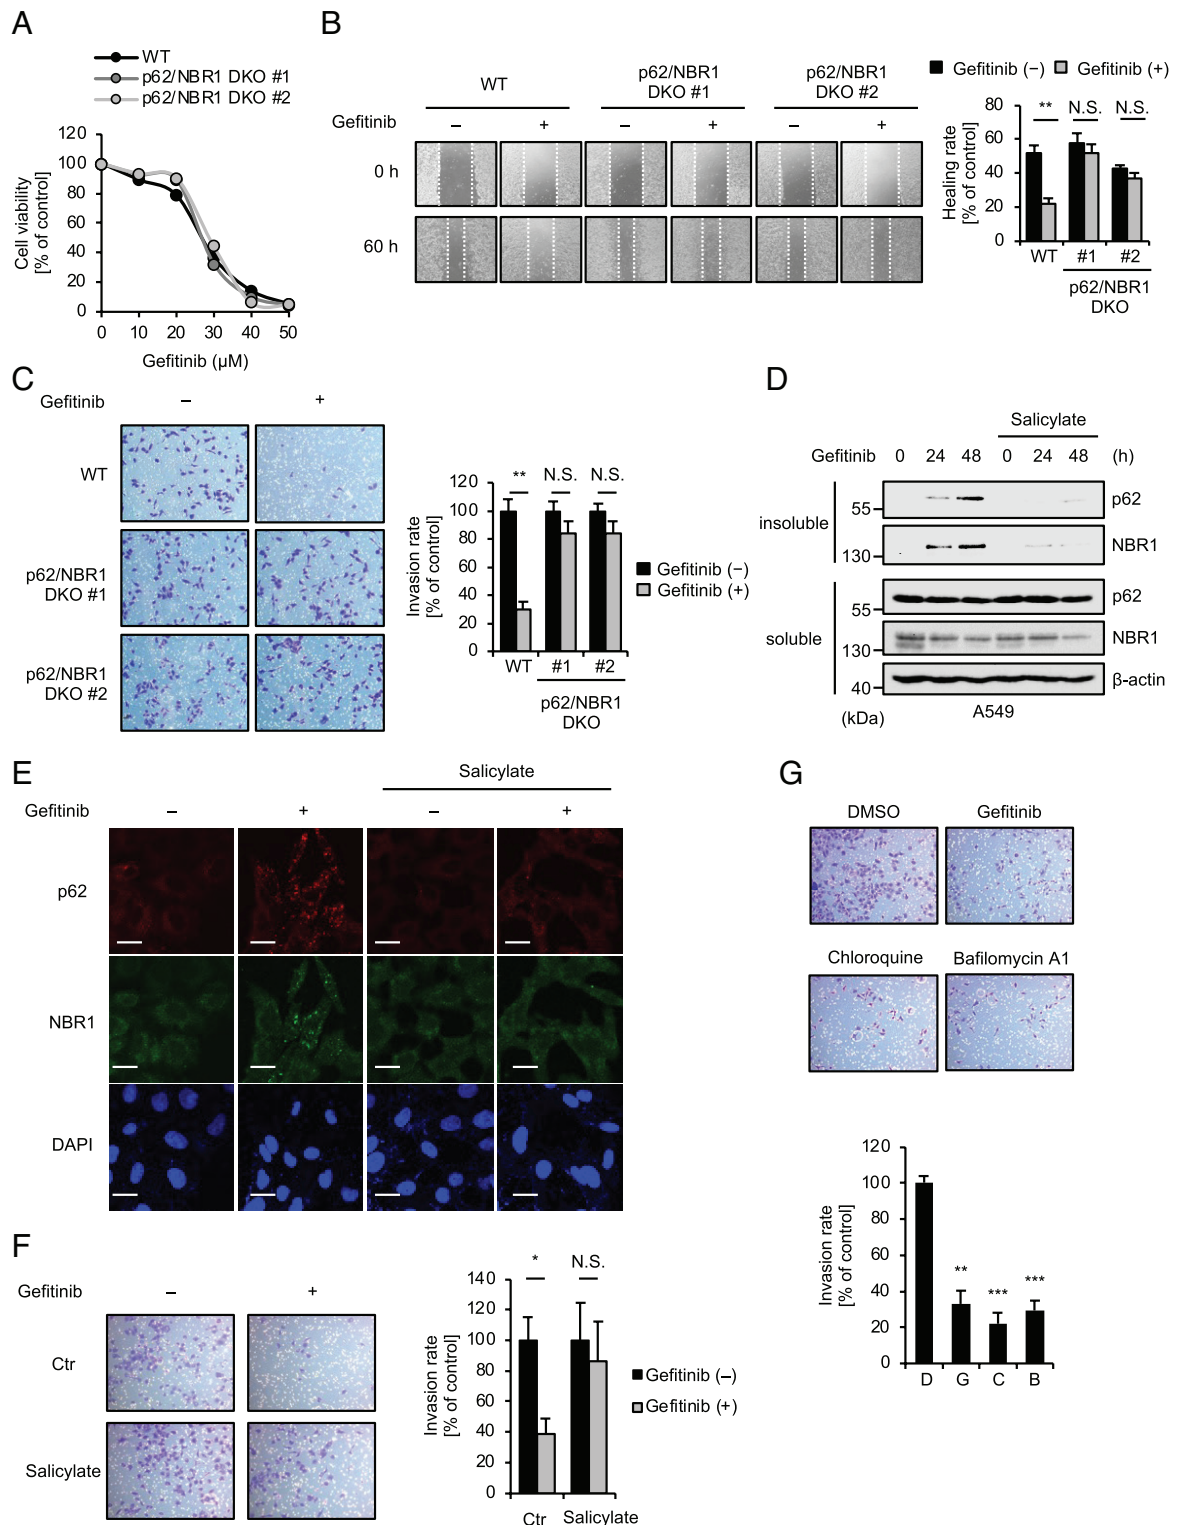 A
WT
p62/NBR1 DKO #1
p62/NBR1 DKO #2
120
100
80
60
40
20
0
Cell viability
[% of control]
0 10 20 30 40 50
Gefitinib (μM)
B
WT
p62/NBR1
DKO #1
p62/NBR1
DKO #2
Gefitinib − + − + − +
0 h
60 h
Gefitinib (−) Gefitinib (+)
80
60
40
20
0
Healing rate
[% of control]
** N.S. N.S.
WT #1 #2
p62/NBR1
DKO
C
Gefitinib − +
WT
p62/NBR1
DKO #1
p62/NBR1
DKO #2
120
100
80
60
40
20
0
Invasion rate
[% of control]
** N.S. N.S.
WT #1 #2
p62/NBR1
DKO
Gefitinib (−)
Gefitinib (+)
D
Salicylate
Gefitinib 0 24 48 0 24 48 (h)
insoluble
55 p62
130 NBR1
soluble
55 p62
130 NBR1
40 β-actin
(kDa) A549
E
Salicylate
Gefitinib − + − +
p62
NBR1
DAPI
F
Gefitinib − +
Ctr
Salicylate
140
120
100
80
60
40
20
0
Invasion rate
[% of control]
* N.S.
Ctr Salicylate
Gefitinib (−)
Gefitinib (+)
G
DMSO Gefitinib
Chloroquine Bafilomycin A1
120
100
80
60
40
20
0
Invasion rate
[% of control]
** *** ***
D G C B